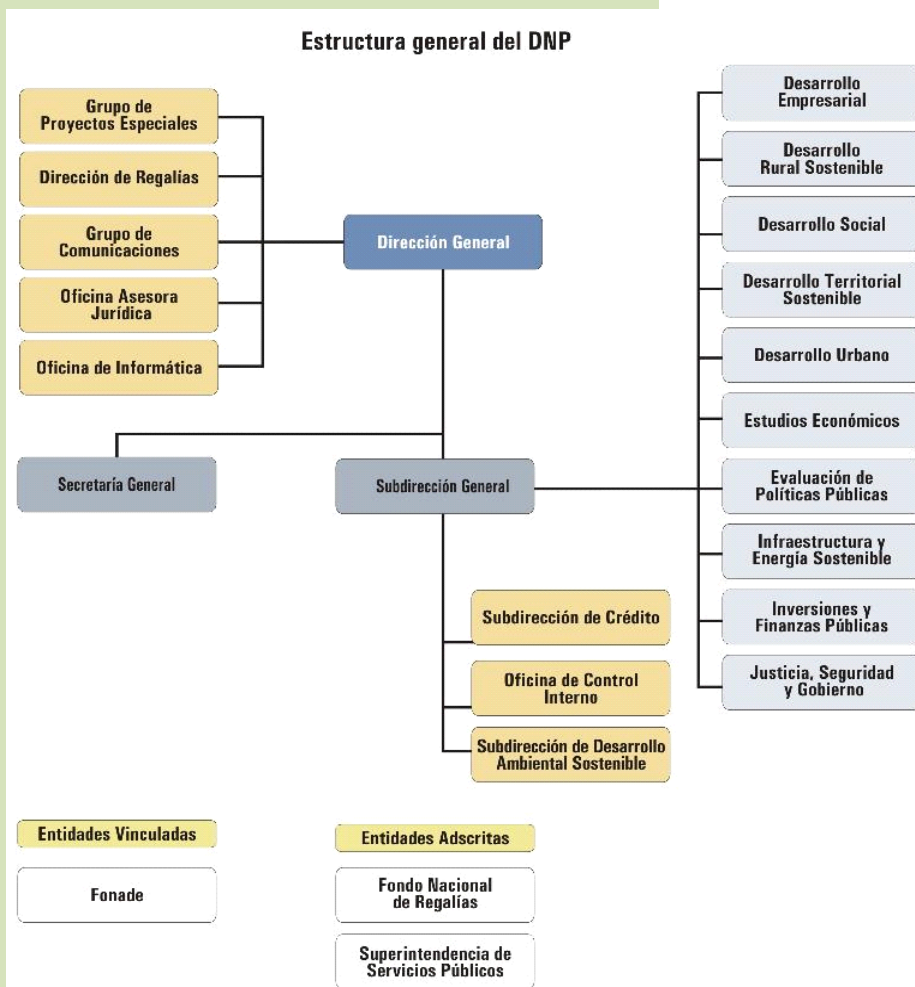 Estructura general del DNP
Grupo de
Proyectos Especiales
Dirección de Regalías
Grupo de
Comunicaciones
Oficina Asesora
Jurídica
Oficina de Informática
Dirección General
Secretaría General
Subdirección General
Desarrollo
Empresarial
Desarrollo
Rural Sostenible
Desarrollo Social
Desarrollo Territorial
Sostenible
Desarrollo Urbano
Estudios Económicos
Evaluación de
Políticas Públicas
Infraestructura y
Energía Sostenible
Inversiones y
Finanzas Públicas
Justicia, Seguridad
y Gobierno
Subdirección de Crédito
Oficina de Control
Interno
Subdirección de Desarrollo
Ambiental Sostenible
Entidades Vinculadas
Fonade
Entidades Adscritas
Fondo Nacional
de Regalías
Superintendencia de
Servicios Públicos